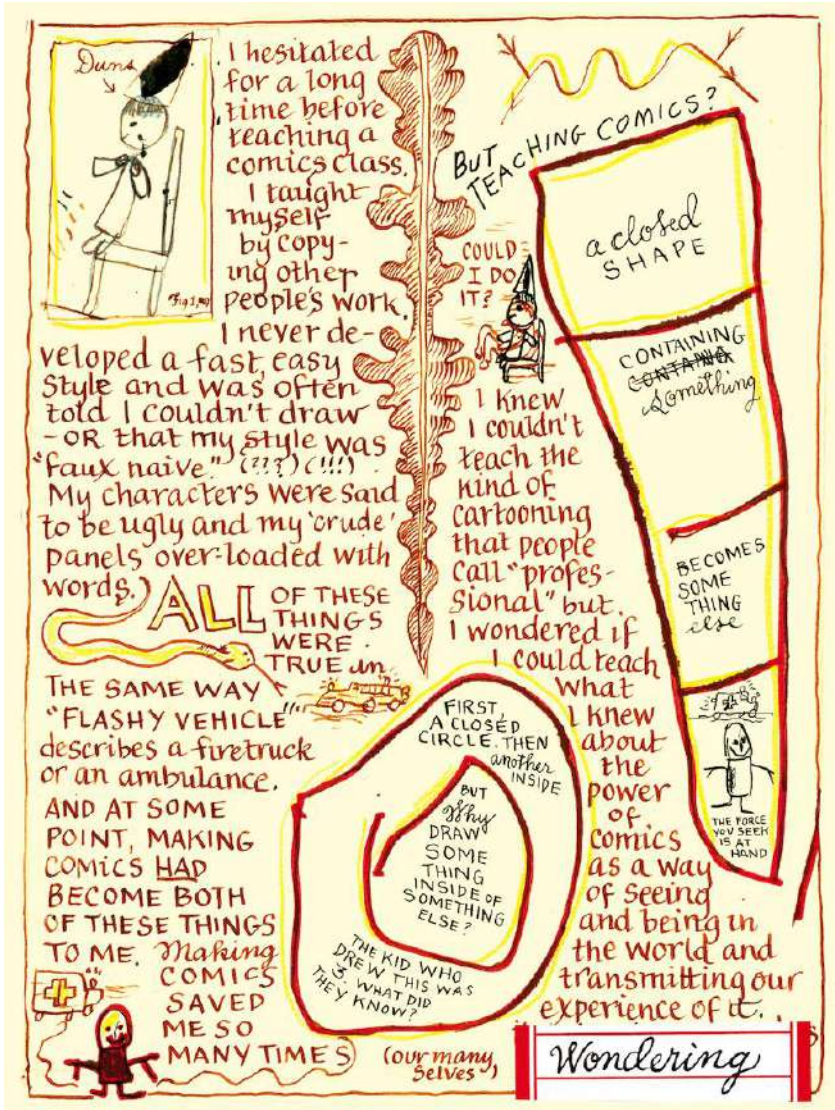 Duns
Fig 1,
I hesitated
for a long
time before
teaching a
comics class.
I taught
myself
by copy-
ing other
people's work.
I never de-
veloped a fast, easy
Style and was often
told I couldn't draw
-OR that my style was
"faux naive." (???) (!!!)
My characters were said
to be ugly and my 'crude'
panels over-loaded with
words.
ALL OF THESE
THINGS
WERE
TRUE in
THE SAME WAY
"FLASHY VEHICLE"
describes a firetruck
or an ambulance.
AND AT SOME
POINT, MAKING
COMICS HAD
BECOME BOTH
OF THESE THINGS
TO ME. Making
COMICS
SAVED
ME SO
MANY TIMES
(our many
selves)
BUT
TEACHING COMICS?
COULD
I DO
IT?
I knew
I couldn't
teach the
kind of
cartooning
that people
call "profes-
sional" but.
I wondered if
I could teach
what
I knew
about
the
power
of
comics
as a way
of seeing
and being in
the world and
transmitting our
experience of it. . .
a closed
SHAPE
CONTAINING
CONTAING
something
BECOMES
SOME
THING
else
THE FORCE
YOU SEEK
IS AT
HAND
FIRST,
A CLOSED
CIRCLE. THEN
another
INSIDE
BUT
Why
DRAW
SOME
THING
INSIDE OF
SOMETHING
ELSE?
THE KID WHO
DREW THIS WAS
3. WHAT DID
THEY KNOW?
Wondering